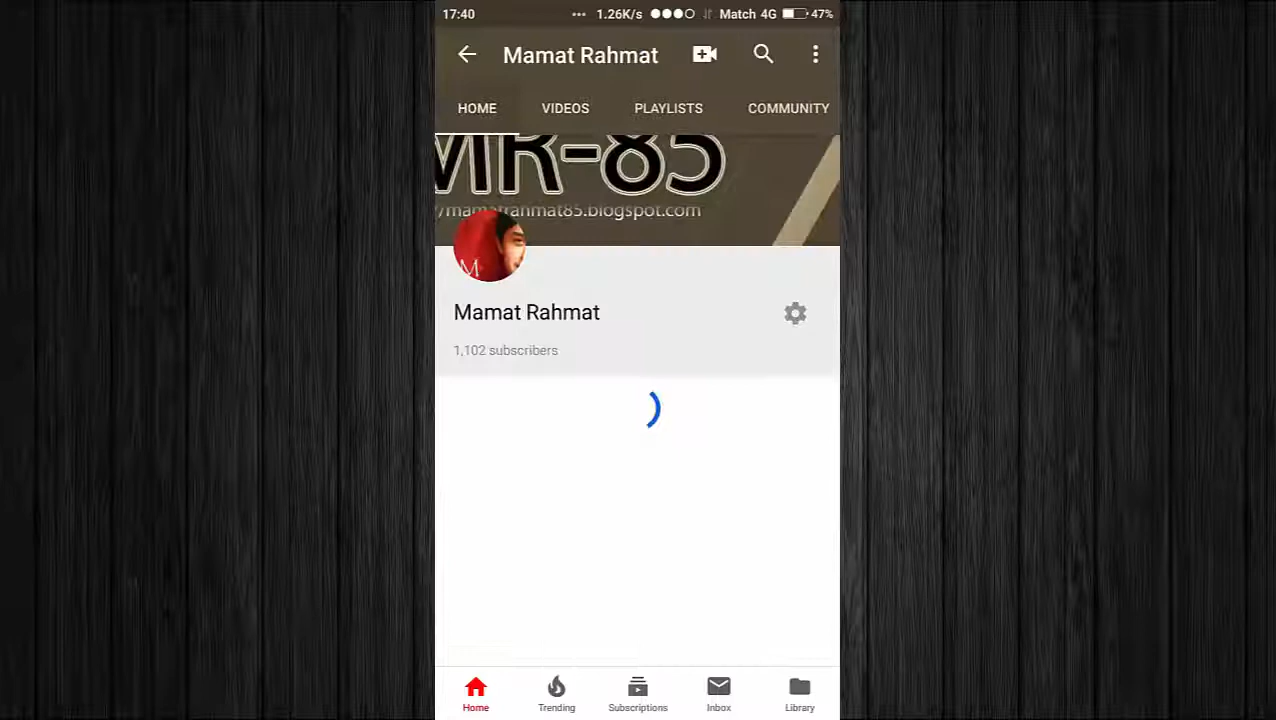 17:40 ... 1.26K/s Match 4G 47%
Mamat Rahmat
HOME VIDEOS PLAYLISTS COMMUNITY
MR-85
/mamatrahmat85.blogspot.com
M
Mamat Rahmat
1,102 subscribers
Home Trending Subscriptions Inbox Library